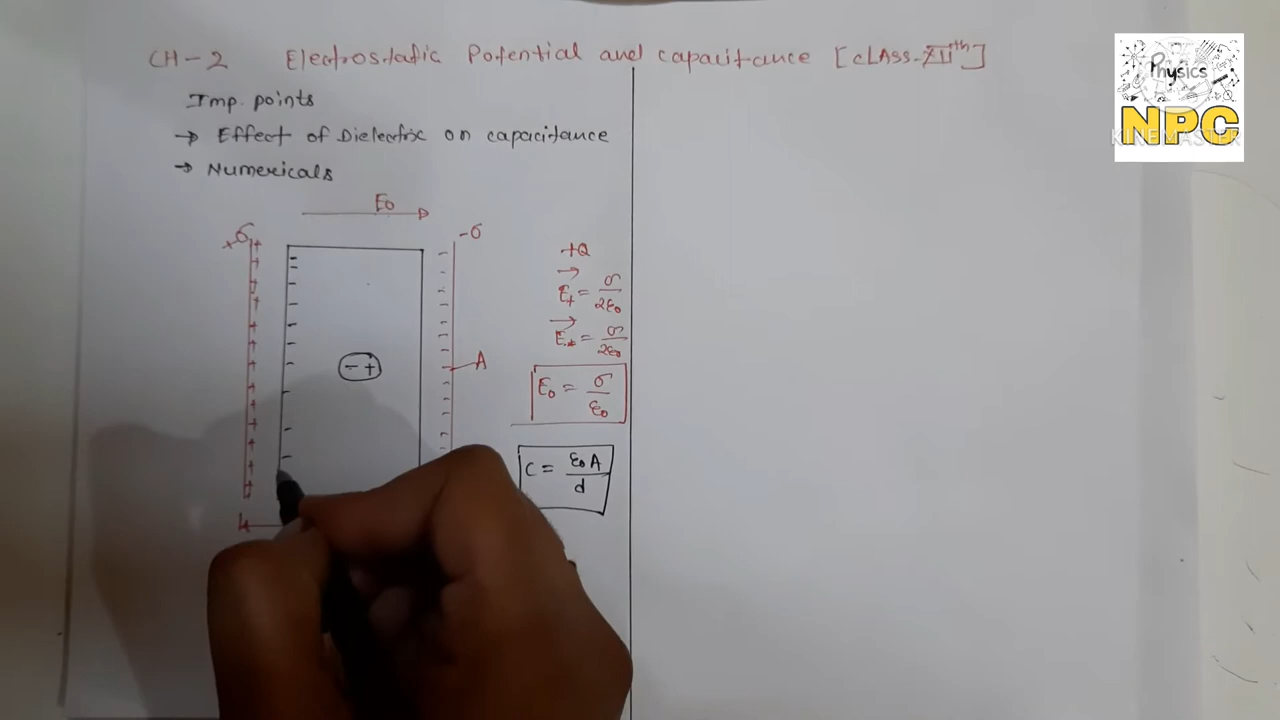 CH-2 Electrostatic Potential and capacitance [CLASS-XIIth]
Imp. points
→ Effect of Dielectric on capacitance
→ Numericals
E₀
+σ
-σ
- +
A
+Q
E₊ = σ/2ε₀
= σ/2ε₀
E₀ = σ/ε₀
C = ε₀A/d
Physics
NPC
KINEMASTER